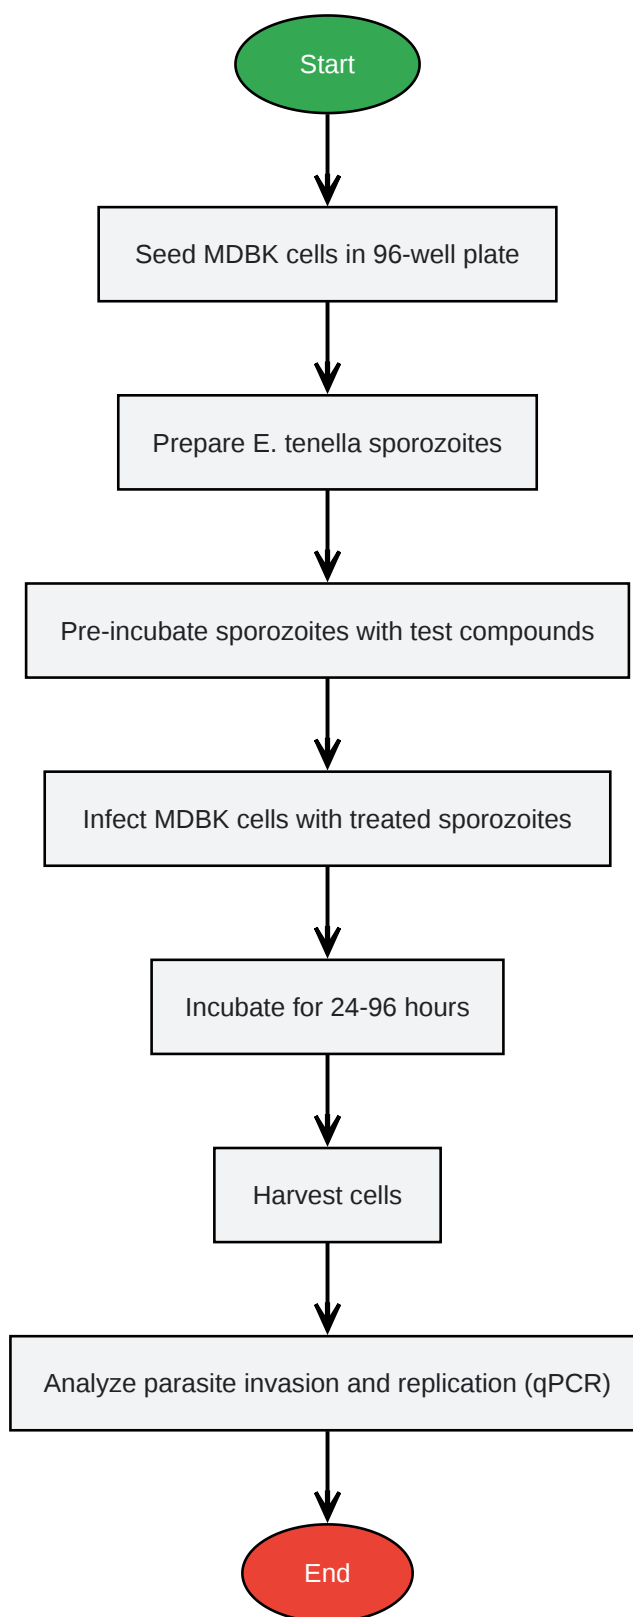 Start
Seed MDBK cells in 96-well plate
Prepare E. tenella sporozoites
Pre-incubate sporozoites with test compounds
Infect MDBK cells with treated sporozoites
Incubate for 24-96 hours
Harvest cells
Analyze parasite invasion and replication (qPCR)
End